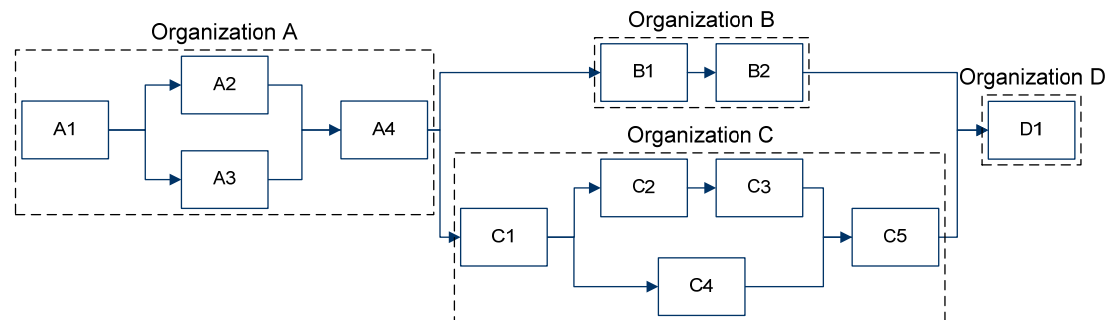 Organization A
A1
A2
A3
A4
Organization B
B1
B2
Organization C
C1
C2
C3
C4
C5
Organization D
D1